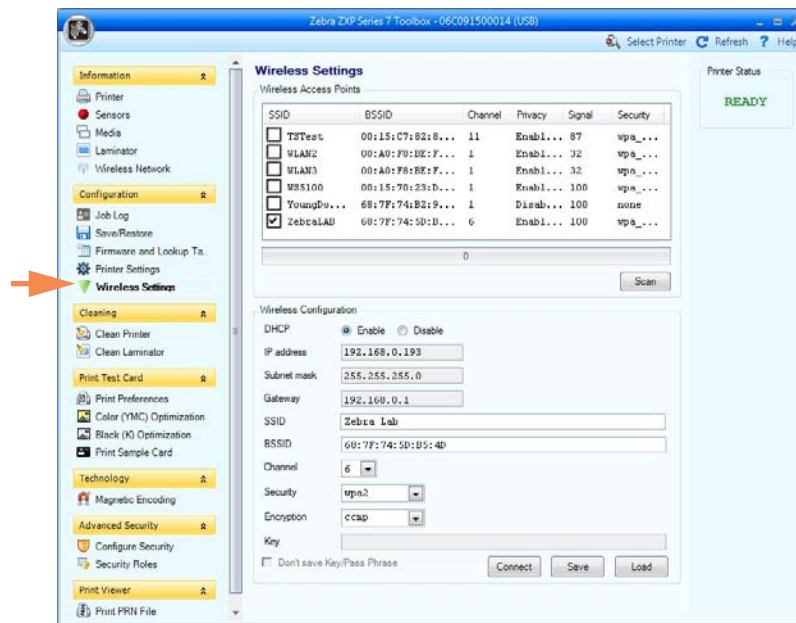 Zebra ZXP Series 7 Toolbox - 06C091500014 (USB)
Select Printer Refresh ? Help
Information
Printer
Sensors
Media
Laminator
Wireless Network
Configuration
Job Log
Save/Restore
Firmware and Lookup Ta..
Printer Settings
Wireless Settings
Cleaning
Clean Printer
Clean Laminator
Print Test Card
Print Preferences
Color (YMC) Optimization
Black (K) Optimization
Print Sample Card
Technology
Magnetic Encoding
Advanced Security
Configure Security
Security Roles
Print Viewer
Print PRN File
Wireless Settings
Wireless Access Points
SSID BSSID Channel Privacy Signal Security
TSTest 00:15:C7:82:8... 11 Enabl... 87 wpa_...
WLAN2 00:A0:F8:BE:F... 1 Enabl... 32 wpa_...
WLAN3 00:A0:F8:BE:F... 1 Enabl... 32 wpa_...
WS5100 00:15:70:23:D... 1 Enabl... 100 wpa_...
YoungDo... 68:7F:74:B2:9... 1 Disab... 100 none
ZebraLAB 68:7F:74:5D:B... 6 Enabl... 100 wpa_...
0
Scan
Wireless Configuration
DHCP Enable Disable
IP address 192.168.0.193
Subnet mask 255.255.255.0
Gateway 192.168.0.1
SSID Zebra Lab
BSSID 68:7F:74:5D:B5:4D
Channel 6
Security wpa2
Encryption ccmp
Key
Don't save Key/Pass Phrase
Connect Save Load
Printer Status
READY